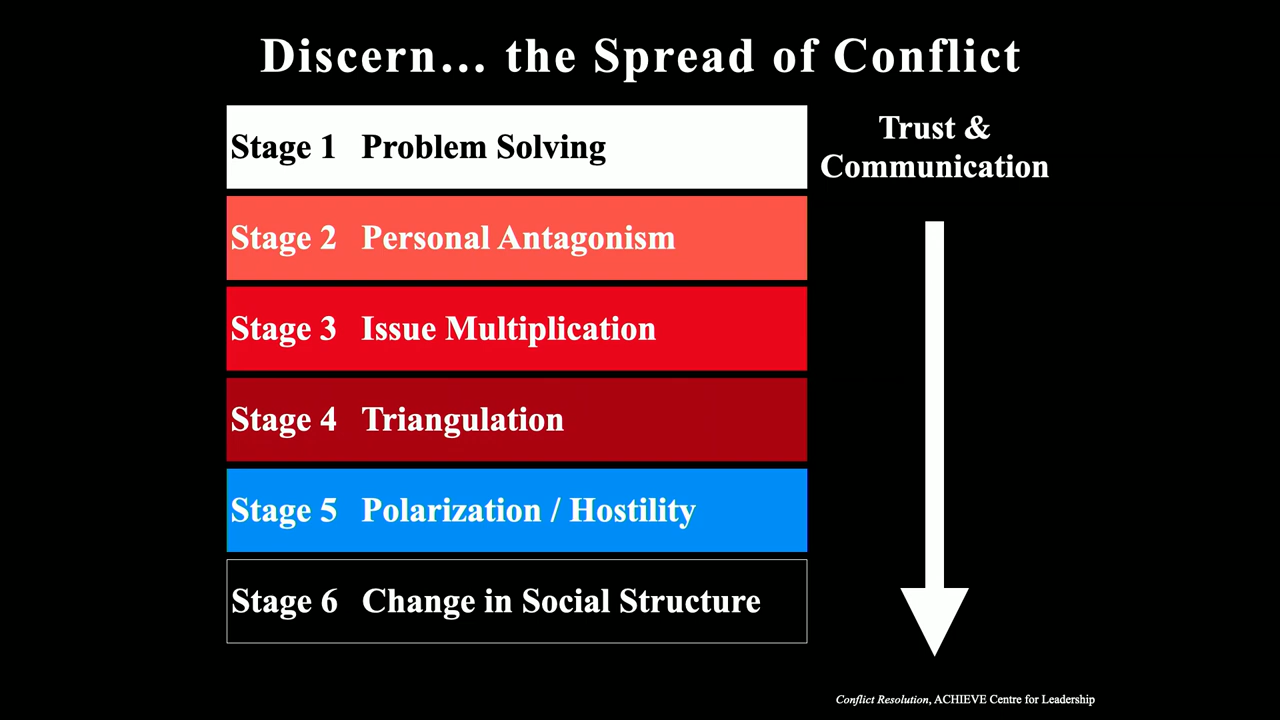 Discern... the Spread of Conflict
Stage 1 Problem Solving
Stage 2 Personal Antagonism
Stage 3 Issue Multiplication
Stage 4 Triangulation
Stage 5 Polarization / Hostility
Stage 6 Change in Social Structure
Trust &
Communication
Conflict Resolution, ACHIEVE Centre for Leadership